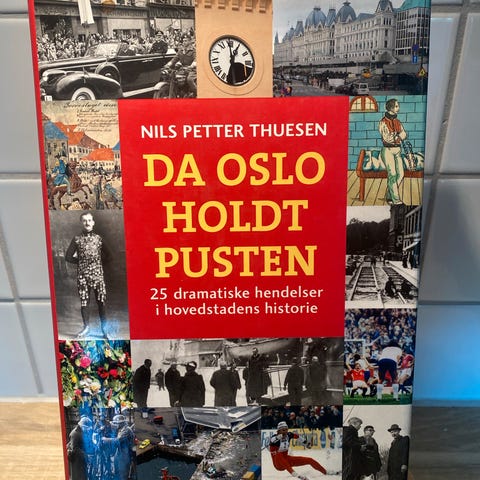 NILS PETTER THUESEN
DA OSLO
HOLDT
PUSTEN
25 dramatiske hendelser
i hovedstadens historie